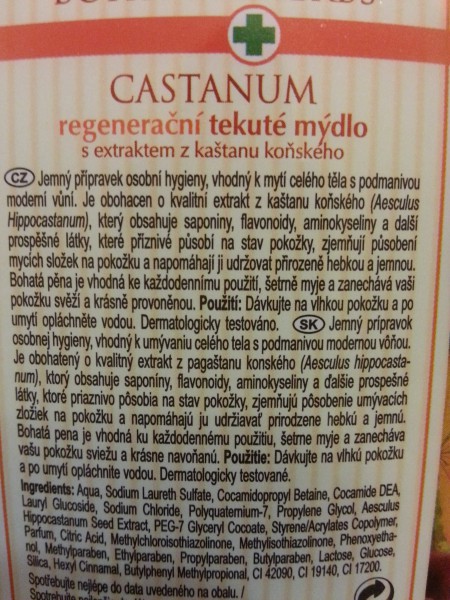 CASTANUM
regenerační tekuté mýdlo
s extraktem z kaštanu koňského
CZ Jemný přípravek osobní hygieny, vhodný k mytí celého těla s podmanivou
moderní vůní. Je obohacen o kvalitní extrakt z kaštanu koňského (Aesculus
Hippocastanum), který obsahuje saponiny, flavonoidy, aminokyseliny a další
prospěšné látky, které příznivě působí na stav pokožky, zjemňují působení
mycích složek na pokožku a napomáhají ji udržovat přirozeně hebkou a jemnou.
Bohatá pěna je vhodná ke každodennímu použití, šetrně myje a zanechává vaši
pokožku svěží a krásně provoněnou. Použití: Dávkujte na vlhkou pokožku a po
umytí opláchněte vodou. Dermatologicky testováno. SK Jemný prípravok
osobnej hygieny, vhodný k umývaniu celého tela s podmanivou modernou vôňou.
Je obohatený o kvalitný extrakt z pagaštanu konského (Aesculus hippocasta-
num), ktorý obsahuje saponíny, flavonoidy, aminokyseliny a ďalšie prospešné
látky, ktoré priaznivo pôsobia na stav pokožky, zjemňujú pôsobenie umývacích
zložiek na pokožku a napomáhajú ju udržiavať prirodzene hebkú a jemnú.
Bohatá pena je vhodná ku každodennému použitiu, šetrne myje a zanecháva
vašu pokožku sviežu a krásne navoňanú. Použitie: Dávkujte na vlhkú pokožku
a po umytí opláchnite vodou. Dermatologicky testované.
Ingredients: Aqua, Sodium Laureth Sulfate, Cocamidopropyl Betaine, Cocamide DEA,
Lauryl Glucoside, Sodium Chloride, Polyquaternium-7, Propylene Glycol, Aesculus
Hippocastanum Seed Extract, PEG-7 Glyceryl Cocoate, Styrene/Acrylates Copolymer,
Parfum, Citric Acid, Methylchloroisothiazolinone, Methylisothiazolinone, Phenoxyetha-
nol, Methylparaben, Ethylparaben, Propylparaben, Butylparaben, Lactose, Glucose,
Silica, Hexyl Cinnamal, Butylphenyl Methylpropional, CI 42090, CI 19140, CI 17200.
Spotřebujte nejlépe do data uvedeného na obalu. /